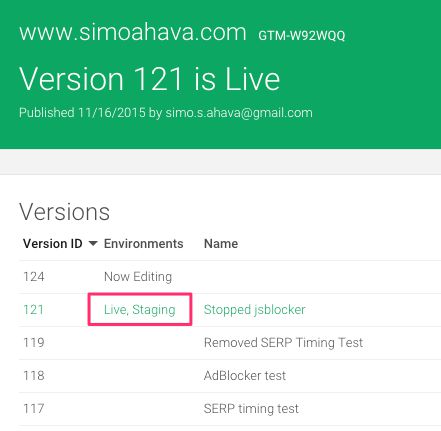 www.simoahava.com GTM-W92WQQ
Version 121 is Live
Published 11/16/2015 by simo.s.ahava@gmail.com
Versions
Version ID Environments Name
124 Now Editing
121 Live, Staging Stopped jsblocker
119 Removed SERP Timing Test
118 AdBlocker test
117 SERP timing test